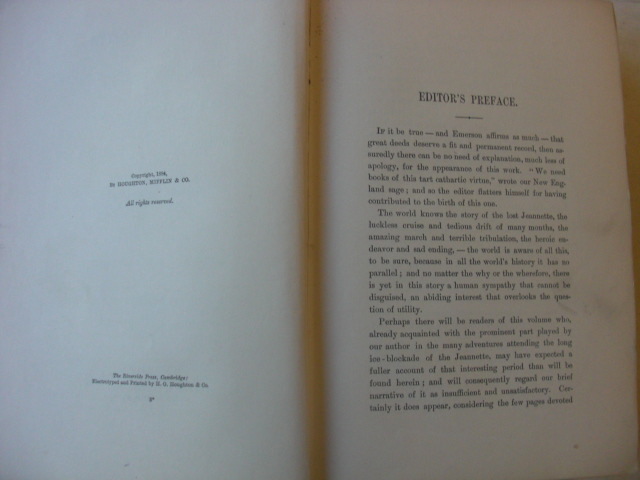 Copyright, 1884,
By HOUGHTON, MIFFLIN & CO.
All rights reserved.
The Riverside Press, Cambridge:
Electrotyped and Printed by H. O. Houghton & Co.
EDITOR'S PREFACE.
If it be true — and Emerson affirms as much — that
great deeds deserve a fit and permanent record, then as-
suredly there can be no need of explanation, much less of
apology, for the appearance of this work. "We need
books of this tart cathartic virtue," wrote our New Eng
land sage; and so the editor flatters himself for having
contributed to the birth of this one.
The world knows the story of the lost Jeannette, the
luckless cruise and tedious drift of many months, the
amazing march and terrible tribulation, the heroic en-
deavor and sad ending, — the world is aware of all this,
to be sure, because in all the world's history it has no
parallel; and no matter the why or the wherefore, there
is yet in this story a human sympathy that cannot be
disguised, an abiding interest that overlooks the ques-
tion of utility.
Perhaps there will be readers of this volume who,
already acquainted with the prominent part played by
our author in the many adventures attending the long
ice-blockade of the Jeannette, may have expected a
fuller account of that interesting period than will be
found herein; and will consequently regard our brief
narrative of it as insufficient and unsatisfactory. Cer-
tainly it does appear, considering the few pages devoted